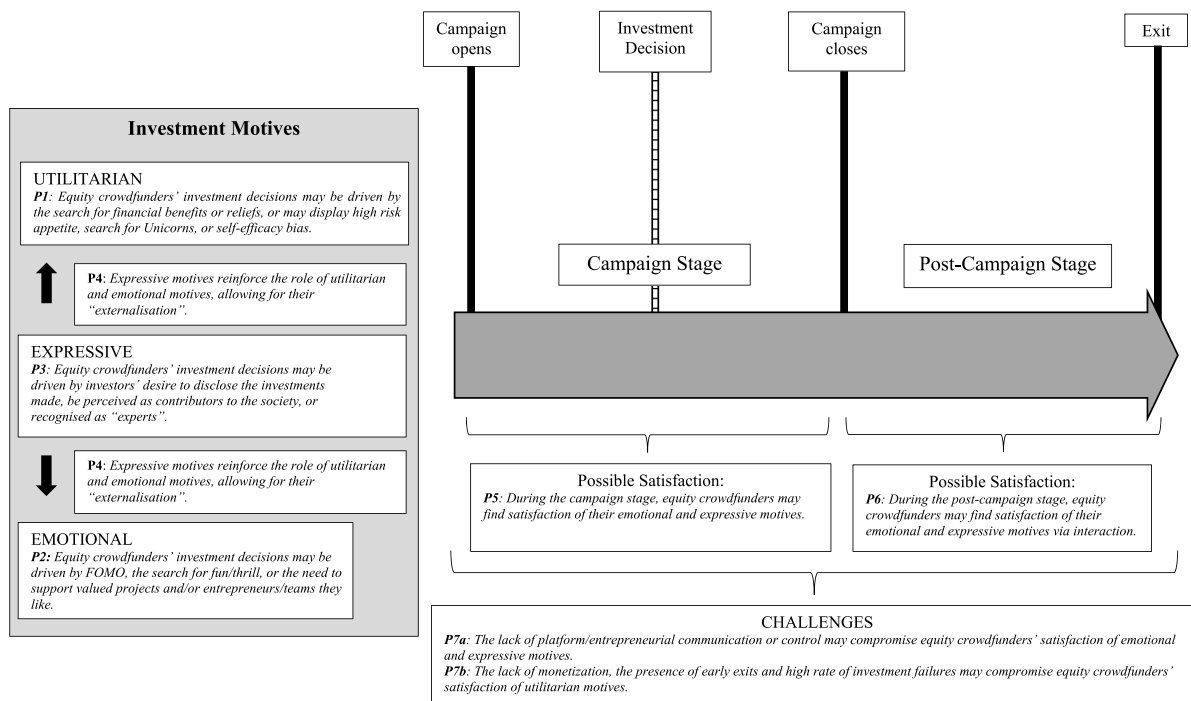 Campaign
opens
Investment
Decision
Campaign
closes
Exit
Investment Motives
UTILITARIAN
P1: Equity crowdfunders' investment decisions may be driven by
the search for financial benefits or reliefs, or may display high risk
appetite, search for Unicorns, or self-efficacy bias.
P4: Expressive motives reinforce the role of utilitarian
and emotional motives, allowing for their
"externalisation".
EXPRESSIVE
P3: Equity crowdfunders' investment decisions may be
driven by investors' desire to disclose the investments
made, be perceived as contributors to the society, or
recognised as "experts".
P4: Expressive motives reinforce the role of utilitarian
and emotional motives, allowing for their
"externalisation".
EMOTIONAL
P2: Equity crowdfunders' investment decisions may be
driven by FOMO, the search for fun/thrill, or the need to
support valued projects and/or entrepreneurs/teams they
like.
Campaign Stage
Post-Campaign Stage
Possible Satisfaction:
P5: During the campaign stage, equity crowdfunders may
find satisfaction of their emotional and expressive motives.
Possible Satisfaction:
P6: During the post-campaign stage, equity
crowdfunders may find satisfaction of their
emotional and expressive motives via interaction.
CHALLENGES
P7a: The lack of platform/entrepreneurial communication or control may compromise equity crowdfunders' satisfaction of emotional
and expressive motives.
P7b: The lack of monetization, the presence of early exits and high rate of investment failures may compromise equity crowdfunders'
satisfaction of utilitarian motives.